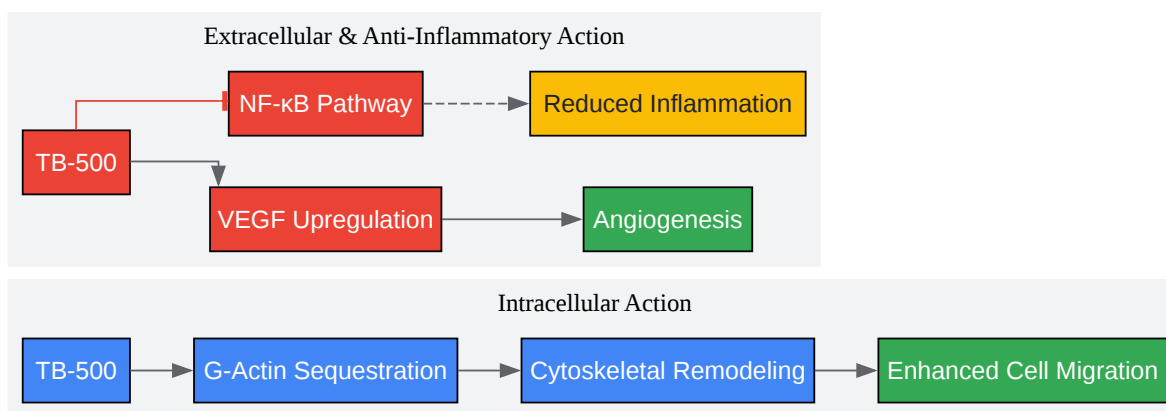 Extracellular & Anti-Inflammatory Action
NF-κB Pathway
Reduced Inflammation
TB-500
VEGF Upregulation
Angiogenesis
Intracellular Action
TB-500
G-Actin Sequestration
Cytoskeletal Remodeling
Enhanced Cell Migration